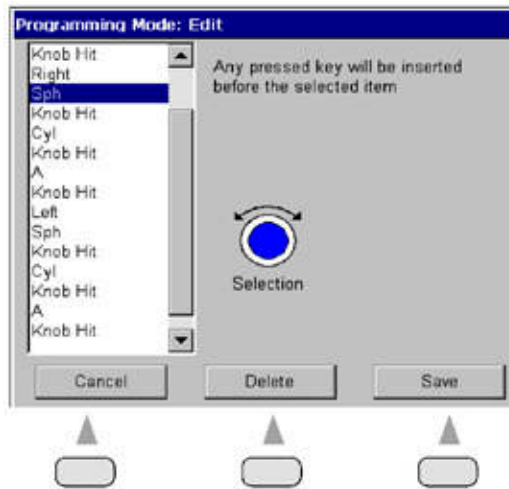 Programming Mode: Edit
Knob Hit
Right
Sph
Knob Hit
Cyl
Knob Hit
A
Knob Hit
Left
Sph
Knob Hit
Cyl
Knob Hit
A
Knob Hit
Any pressed key will be inserted
before the selected item
Selection
Cancel
Delete
Save